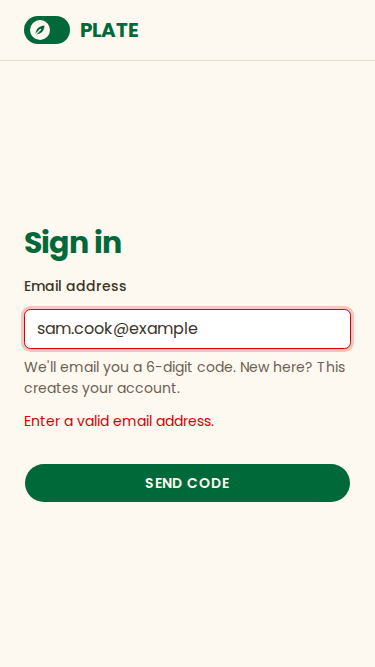 PLATE
Sign in
Email address
sam.cook@example
We'll email you a 6-digit code. New here? This
creates your account.
Enter a valid email address.
SEND CODE